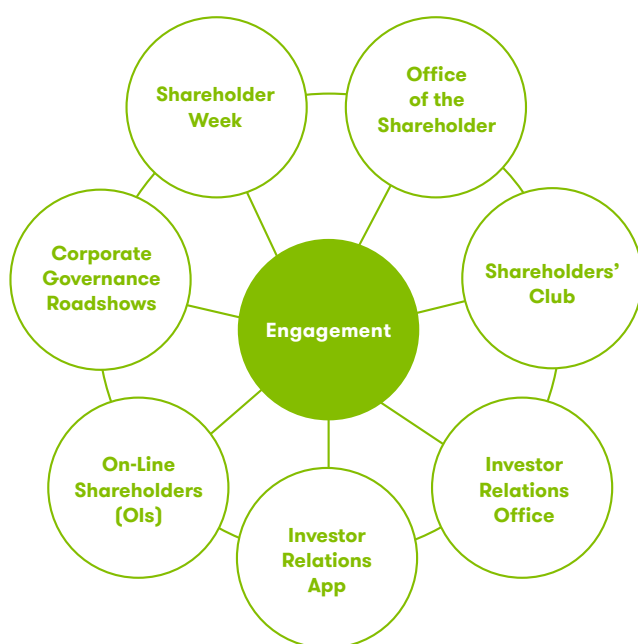 Shareholder
Week
Office
of the
Shareholder
Corporate
Governance
Roadshows
Shareholders’
Club
Engagement
On-Line
Shareholders
(OIs)
Investor
Relations
App
Investor
Relations
Office